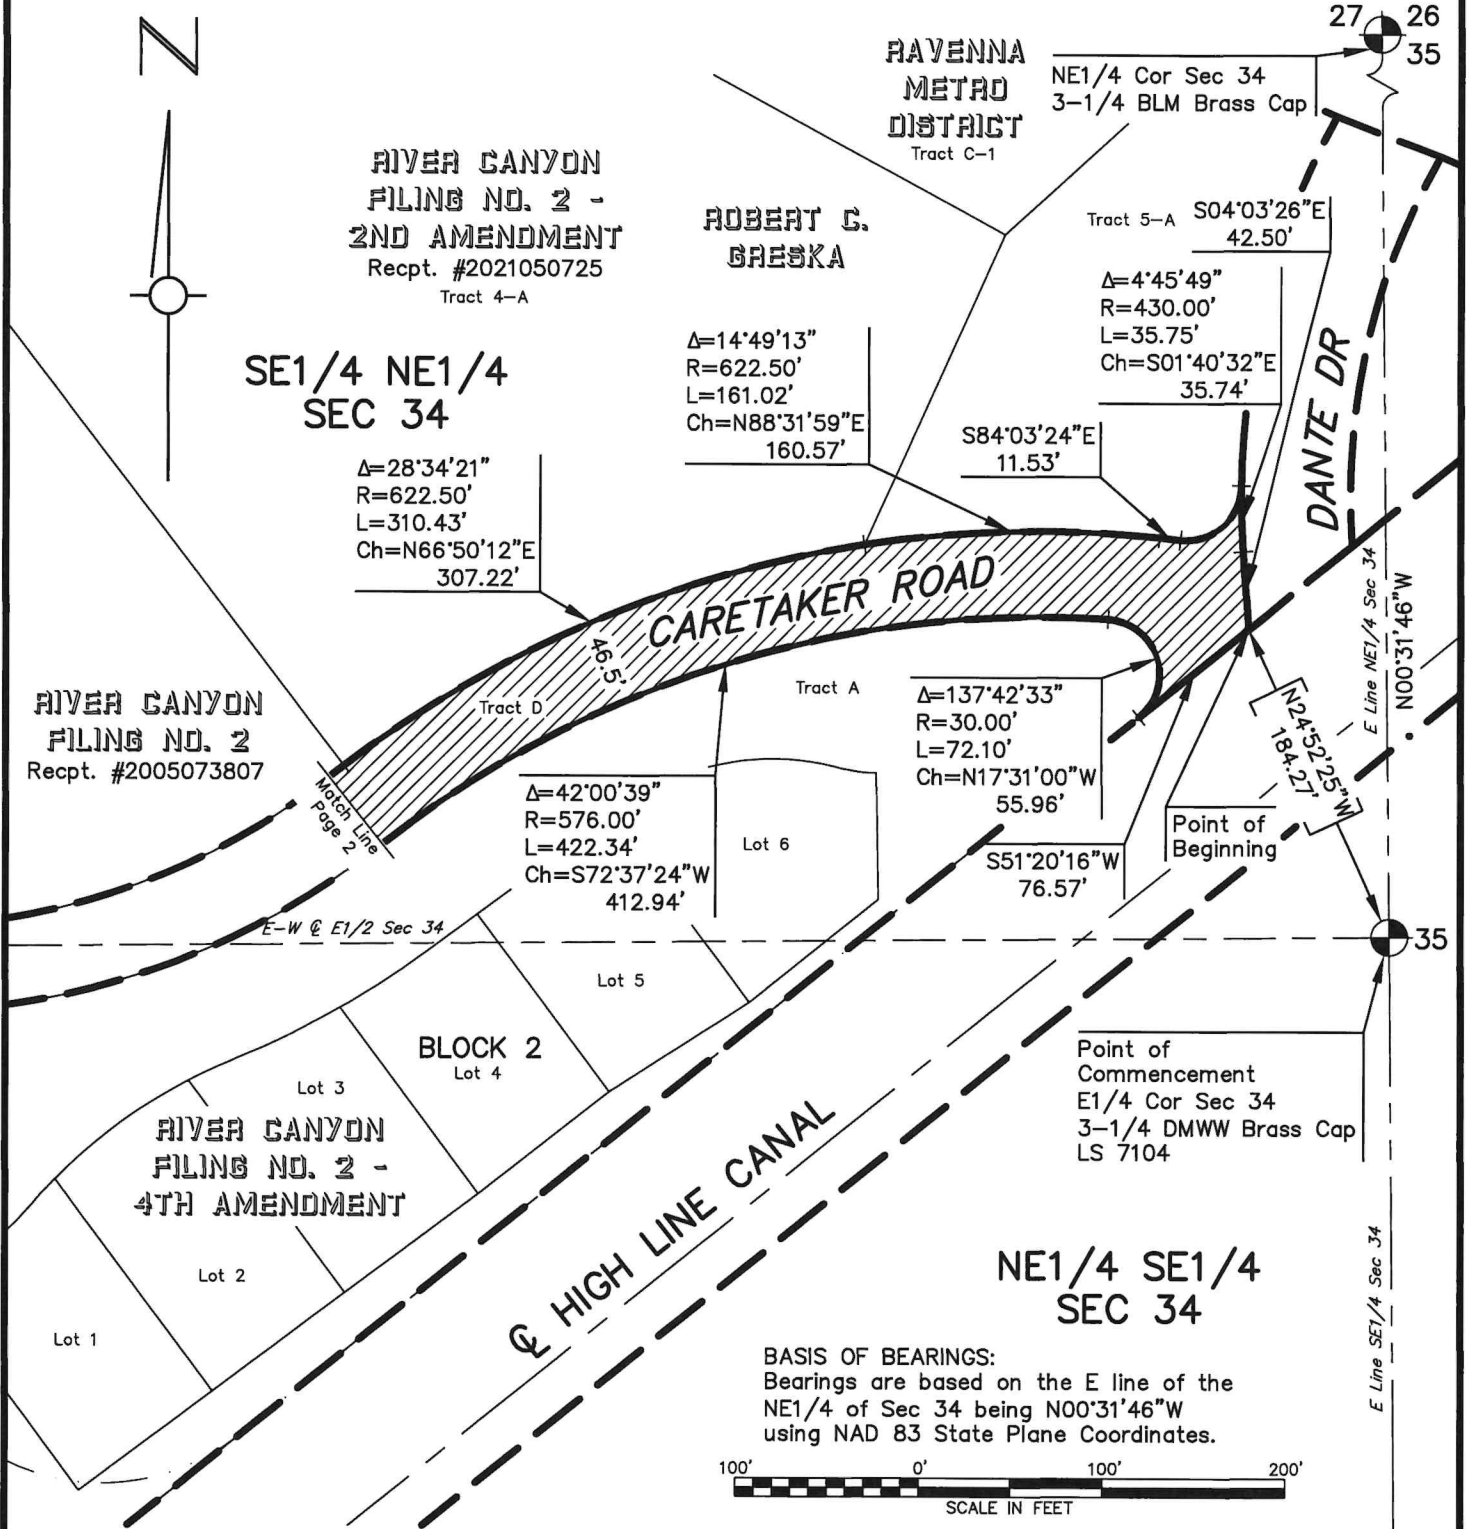 N
27
26
35
RAVENNA
METRO
DISTRICT
Tract C-1
NE1/4 Cor Sec 34
3-1/4 BLM Brass Cap
RIVER CANYON
FILING NO. 2 -
2ND AMENDMENT
Recpt. #2021050725
Tract 4-A
ROBERT C.
GRESKA
Tract 5-A
S04°03'26"E
42.50'
Δ=4°45'49"
R=430.00'
L=35.75'
Ch=S01°40'32"E
35.74'
SE1/4 NE1/4
SEC 34
Δ=14°49'13"
R=622.50'
L=161.02'
Ch=N88°31'59"E
160.57'
S84°03'24"E
11.53'
DANTE DR
Δ=28°34'21"
R=622.50'
L=310.43'
Ch=N66°50'12"E
307.22'
CARETAKER ROAD
46.5'
Tract D
Tract A
E Line NE1/4 Sec 34
N00°31'46"W
RIVER CANYON
FILING NO. 2
Recpt. #2005073807
Match Line
Page 2
Δ=137°42'33"
R=30.00'
L=72.10'
Ch=N17°31'00"W
55.96'
N24°52'25"W
184.27'
Δ=42°00'39"
R=576.00'
L=422.34'
Ch=S72°37'24"W
412.94'
Lot 6
S51°20'16"W
76.57'
Point of
Beginning
E-W ℄ E1/2 Sec 34
35
Lot 5
BLOCK 2
Lot 4
Lot 3
Point of
Commencement
E1/4 Cor Sec 34
3-1/4 DMWW Brass Cap
LS 7104
RIVER CANYON
FILING NO. 2 -
4TH AMENDMENT
Lot 2
Lot 1
℄ HIGH LINE CANAL
NE1/4 SE1/4
SEC 34
E Line SE1/4 Sec 34
BASIS OF BEARINGS:
Bearings are based on the E line of the
NE1/4 of Sec 34 being N00°31'46"W
using NAD 83 State Plane Coordinates.
100' 0' 100' 200'
SCALE IN FEET